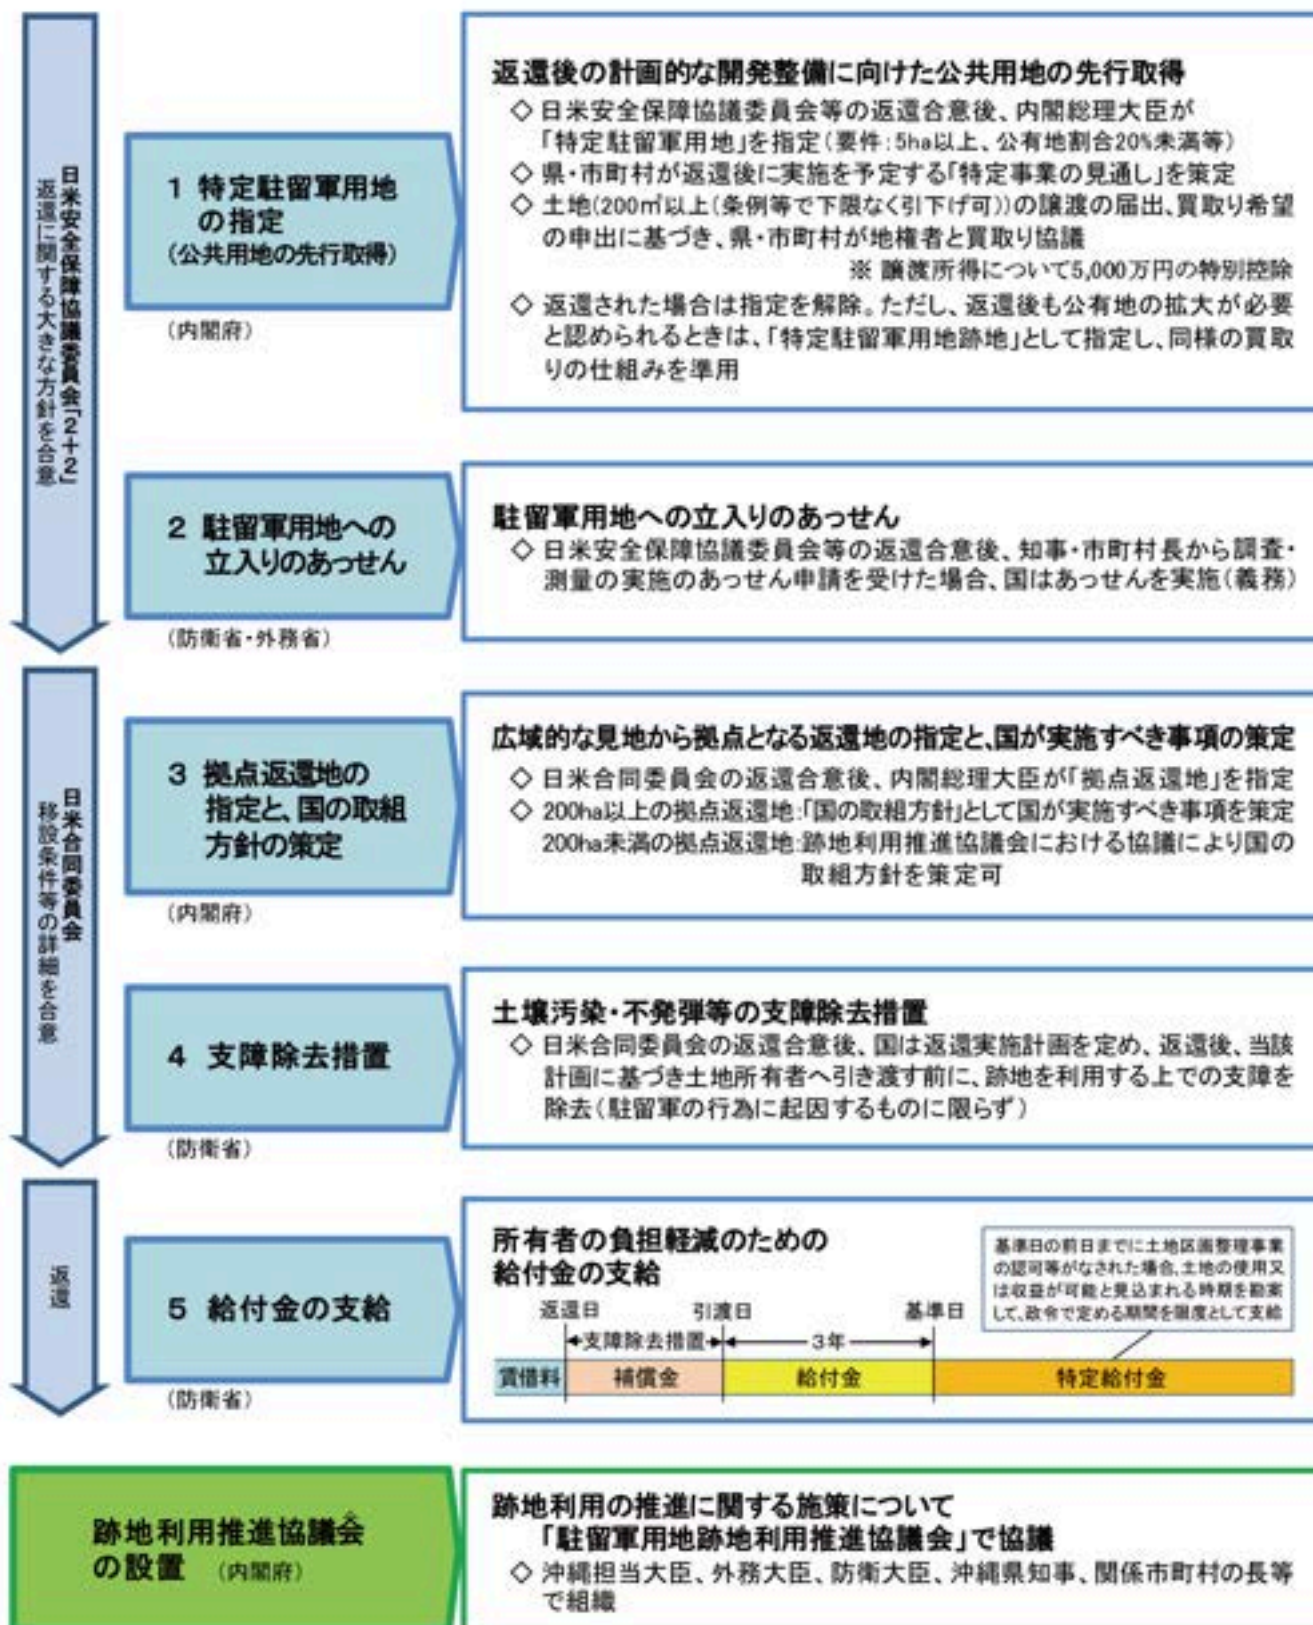 日米安全保障協議委員会「2+2」
返還に関する大きな方針を合意
1 特定駐留軍用地
の指定
(公共用地の先行取得)
(内閣府)
返還後の計画的な開発整備に向けた公共用地の先行取得
◇ 日米安全保障協議委員会等の返還合意後、内閣総理大臣が
「特定駐留軍用地」を指定(要件:5ha以上、公有地割合20%未満等)
◇ 県・市町村が返還後に実施を予定する「特定事業の見通し」を策定
◇ 土地(200㎡以上(条例等で下限なく引下げ可))の譲渡の届出、買取り希望
の申出に基づき、県・市町村が地権者と買取り協議
※ 譲渡所得について5,000万円の特別控除
◇ 返還された場合は指定を解除。ただし、返還後も公有地の拡大が必要
と認められるときは、「特定駐留軍用地跡地」として指定し、同様の買取
りの仕組みを準用
2 駐留軍用地への
立入りのあっせん
(防衛省・外務省)
駐留軍用地への立入りのあっせん
◇ 日米安全保障協議委員会等の返還合意後、知事・市町村長から調査・
測量の実施のあっせん申請を受けた場合、国はあっせんを実施(義務)
日米合同委員会
移設条件等の詳細を合意
3 拠点返還地の
指定と、国の取組
方針の策定
(内閣府)
広域的な見地から拠点となる返還地の指定と、国が実施すべき事項の策定
◇ 日米合同委員会の返還合意後、内閣総理大臣が「拠点返還地」を指定
◇ 200ha以上の拠点返還地:「国の取組方針」として国が実施すべき事項を策定
200ha未満の拠点返還地:跡地利用推進協議会における協議により国の
取組方針を策定可
4 支障除去措置
(防衛省)
土壌汚染・不発弾等の支障除去措置
◇ 日米合同委員会の返還合意後、国は返還実施計画を定め、返還後、当該
計画に基づき土地所有者へ引き渡す前に、跡地を利用する上での支障を
除去(駐留軍の行為に起因するものに限らず)
返還
5 給付金の支給
(防衛省)
所有者の負担軽減のための
給付金の支給
基準日の前日までに土地区画整理事業
の認可等がなされた場合、土地の使用又
は収益が可能と見込まれる時期を勘案
して、政令で定める期間を限度として支給
返還日 引渡日 基準日
支障除去措置 3年
賃借料 補償金 給付金 特定給付金
跡地利用推進協議会
の設置 (内閣府)
跡地利用の推進に関する施策について
「駐留軍用地跡地利用推進協議会」で協議
◇ 沖縄担当大臣、外務大臣、防衛大臣、沖縄県知事、関係市町村の長等
で組織